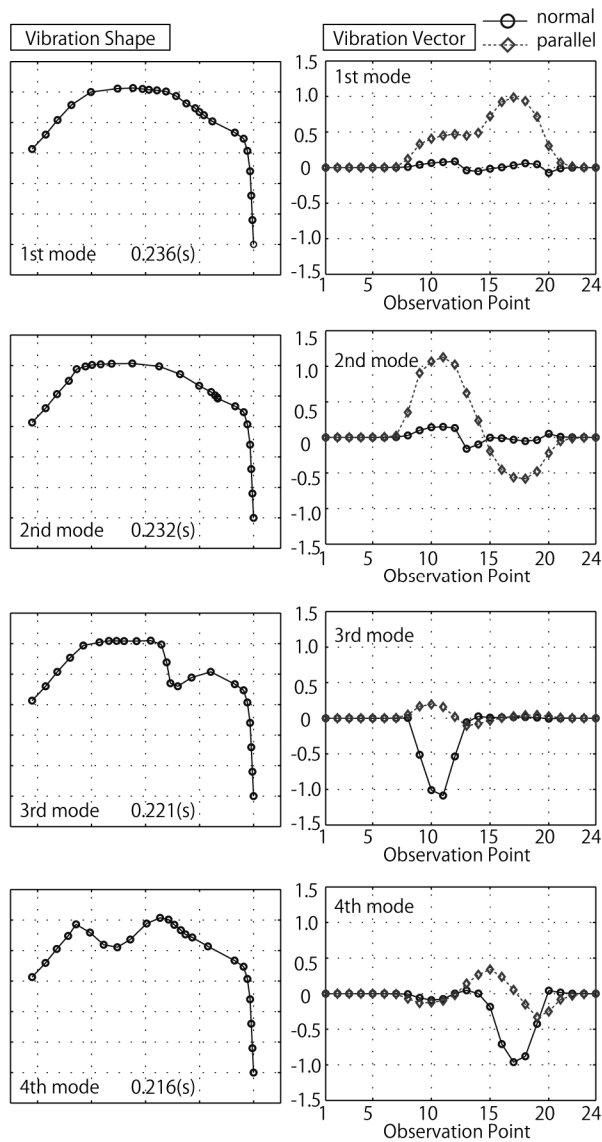 Vibration Shape
Vibration Vector
normal
parallel
1st mode 0.236(s)
1st mode
1.5
1.0
0.5
0
-0.5
-1.0
-1.5
1 5 10 15 20 24
Observation Point
2nd mode 0.232(s)
2nd mode
1.5
1.0
0.5
0
-0.5
-1.0
-1.5
1 5 10 15 20 24
Observation Point
3rd mode 0.221(s)
3rd mode
1.5
1.0
0.5
0
-0.5
-1.0
-1.5
1 5 10 15 20 24
Observation Point
4th mode 0.216(s)
4th mode
1.5
1.0
0.5
0
-0.5
-1.0
-1.5
1 5 10 15 20 24
Observation Point